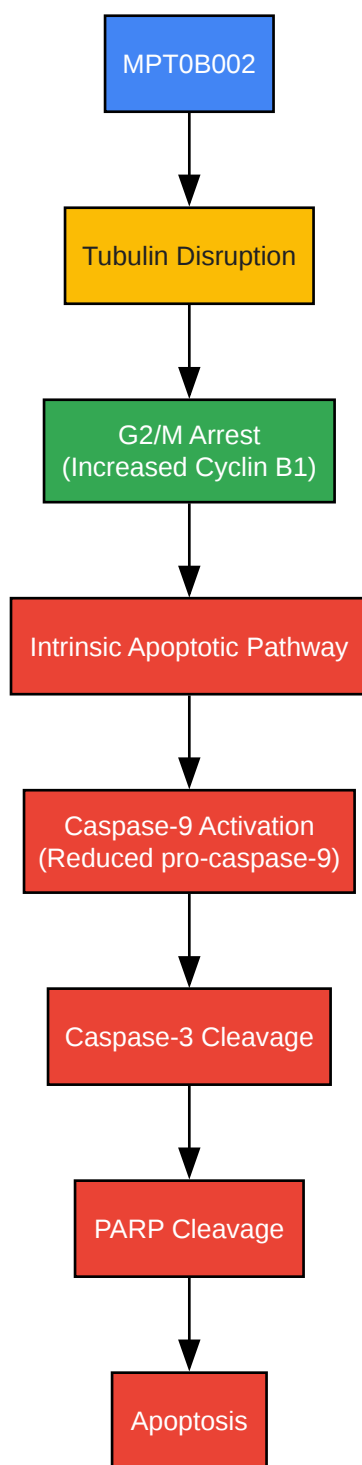 MPT0B002
Tubulin Disruption
G2/M Arrest
(Increased Cyclin B1)
Intrinsic Apoptotic Pathway
Caspase-9 Activation
(Reduced pro-caspase-9)
Caspase-3 Cleavage
PARP Cleavage
Apoptosis